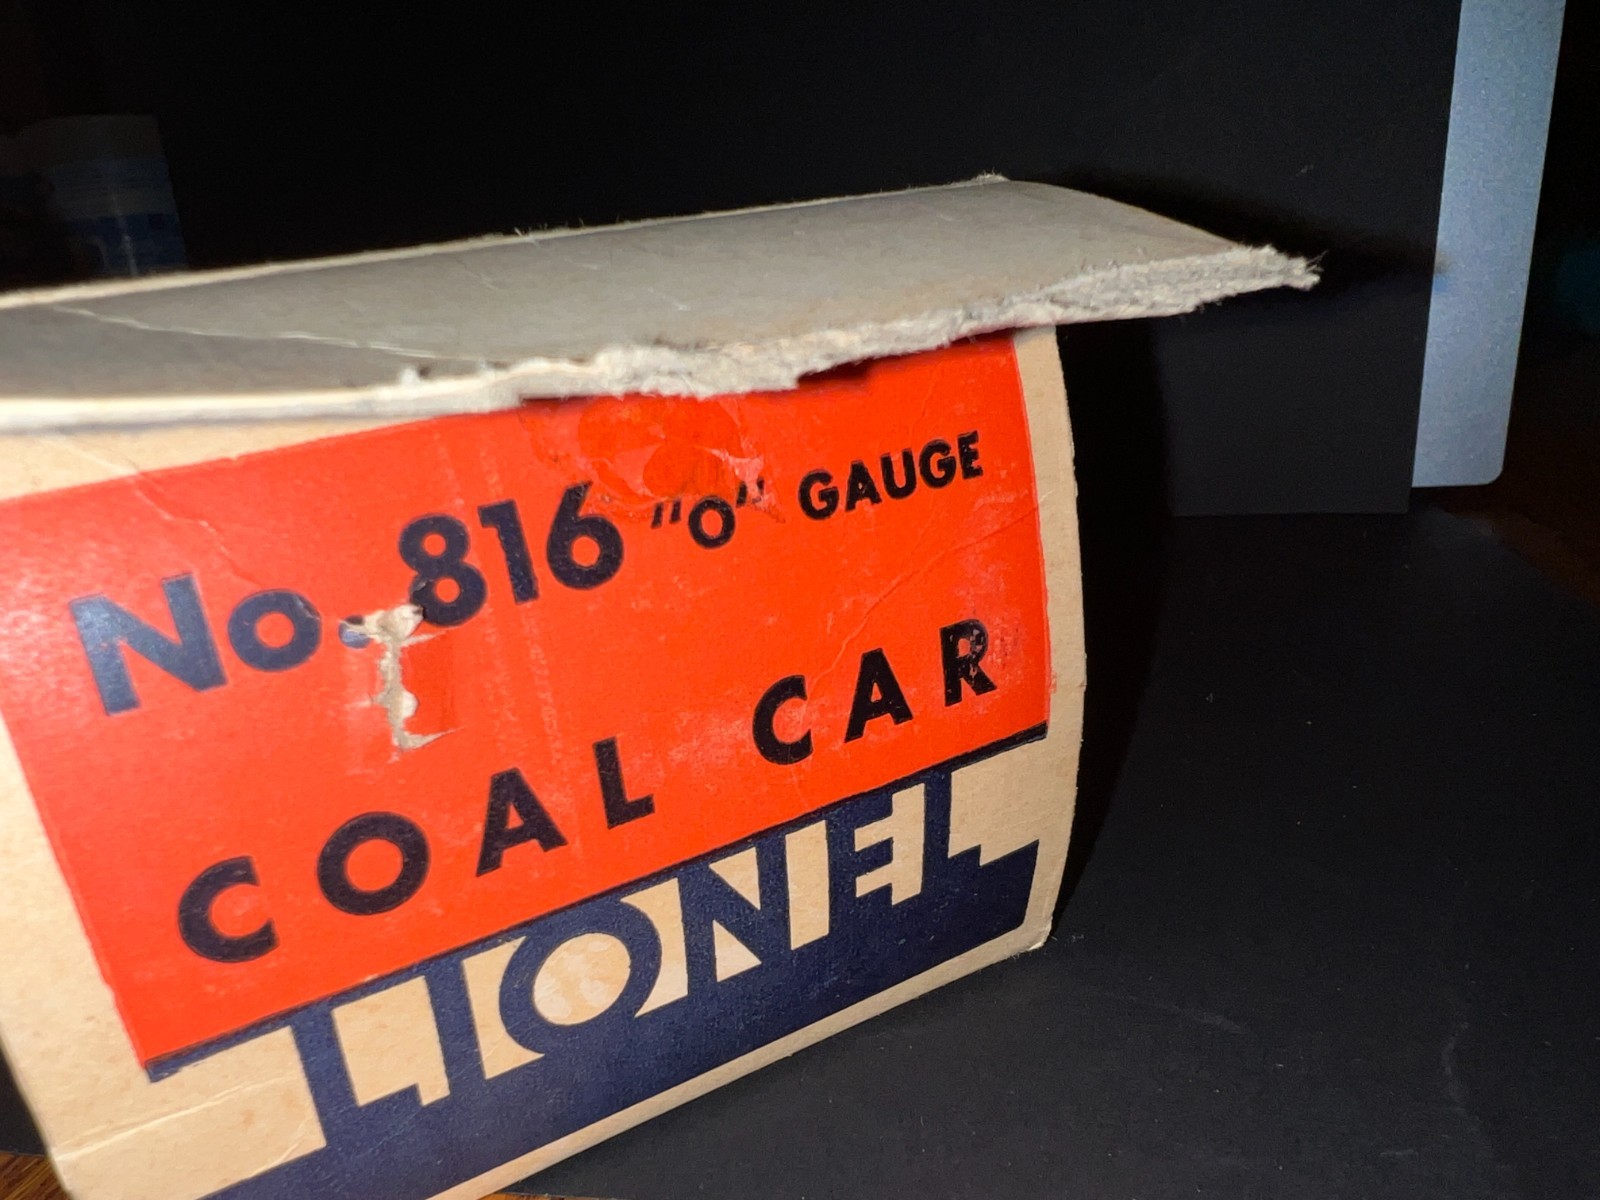 No. 816 "O" GAUGE
COAL CAR
LIONEL